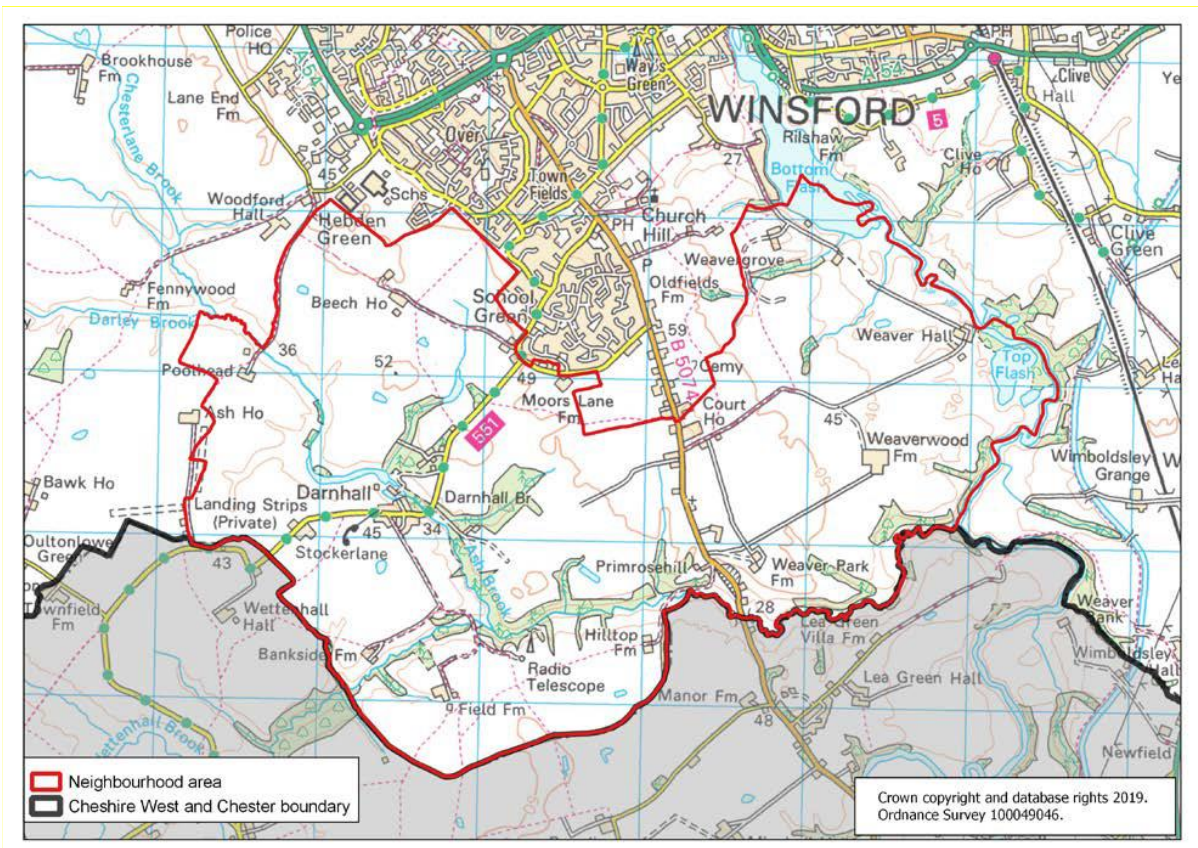 Police
HQ
Brookhouse
Fm
A 54
Way's
Green
PH
A 54
Clive
Hall
Ye
Chesterlane Brook
Lane End
Fm
Over
WINSFORD
5
Rilshaw
Fm
27
Clive
Ho
45
Schs
Town
Fields
Bottom
Flash
Woodford
Hall
Hebden
Green
PH
Church
Hill
P
Clive
Green
Weavergrove
Fennywood
Fm
Beech Ho
School
Green
Oldfields
Fm
Darley Brook
36
59
Weaver Hall
B 5074
Top
Flash
52
Poolhead
49
Cemy
Moors Lane
Fm
Court
Ho
Ash Ho
45
551
Weaverwood
Fm
Wimboldsley
Grange
W
Bawk Ho
Landing Strips
(Private)
Darnhall
Darnhall Br
45
34
Oultonlowe
Green
Stockerlane
43
Ash Brook
Primrosehill
Weaver Park
Fm
Townfield
Fm
Wettenhall
Hall
28
Weaver
Bank
Lea Green
Villa Fm
Bankside Fm
Hilltop
Fm
Wimboldsley
Hall
Radio
Telescope
Lea Green Hall
Manor Fm
Field Fm
48
Wettenhall Brook
Newfield
Neighbourhood area
Cheshire West and Chester boundary
Crown copyright and database rights 2019.
Ordnance Survey 100049046.